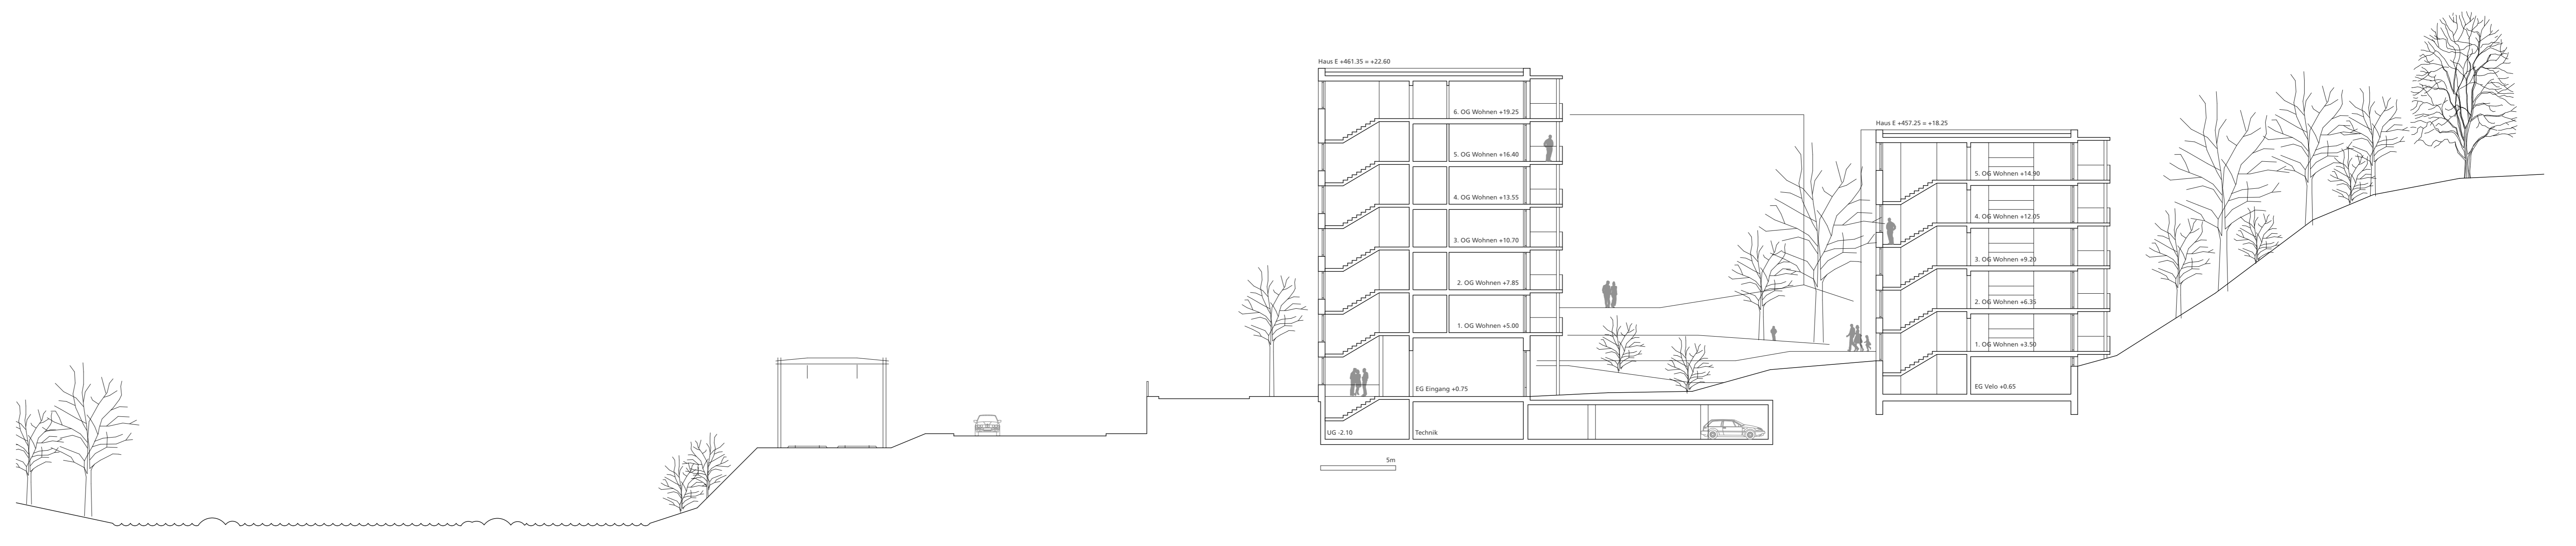 Haus E +461.35 = +22.60
6. OG Wohnen +19.25
5. OG Wohnen +16.40
4. OG Wohnen +13.55
3. OG Wohnen +10.70
2. OG Wohnen +7.85
1. OG Wohnen +5.00
EG Eingang +0.75
UG -2.10
Technik
5m
Haus E +457.25 = +18.25
5. OG Wohnen +14.90
4. OG Wohnen +12.05
3. OG Wohnen +9.20
2. OG Wohnen +6.35
1. OG Wohnen +3.50
EG Velo +0.65